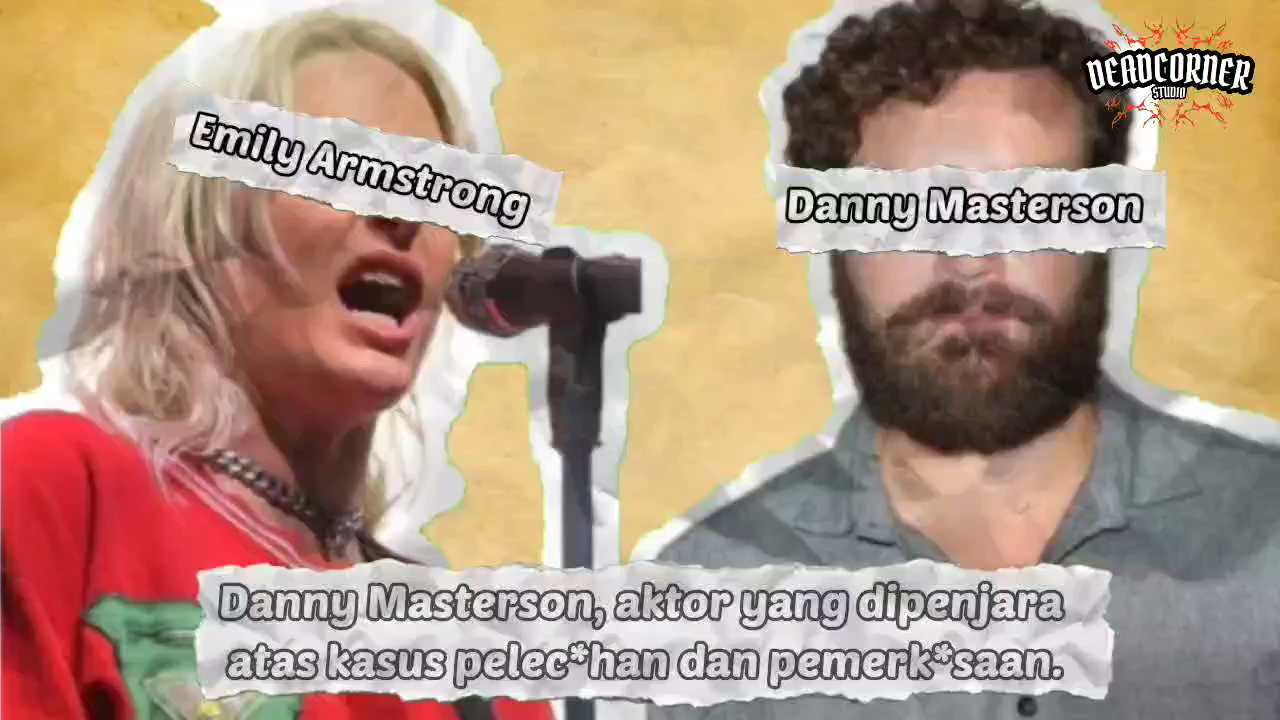 DEADCORNER
STUDIO
Emily Armstrong
Danny Masterson
Danny Masterson, aktor yang dipenjara
atas kasus pelec*han dan pemerk*saan.